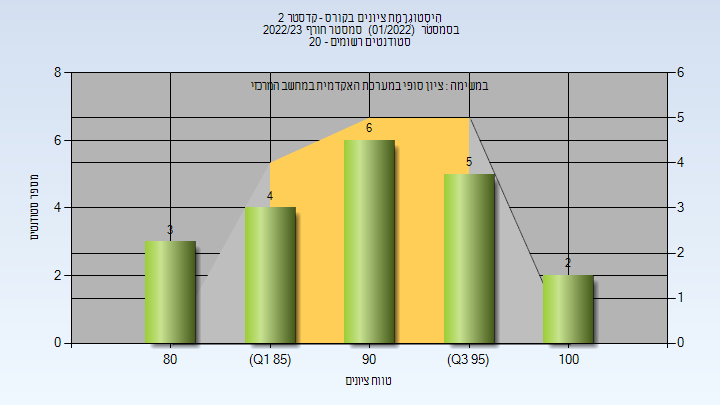 היסטוגרמת ציונים בקורס - קדסטר 2
בסמסטר (01/2022) סמסטר חורף 2022/23
סטודנטים רשומים - 20
במשימה : ציון סופי במערכת האקדמית במחשב המרכזי
8
6
4
2
0
6
5
4
3
2
1
0
מספר סטודנטים
3
4
6
5
2
80
(Q1 85)
90
(Q3 95)
100
טווח ציונים